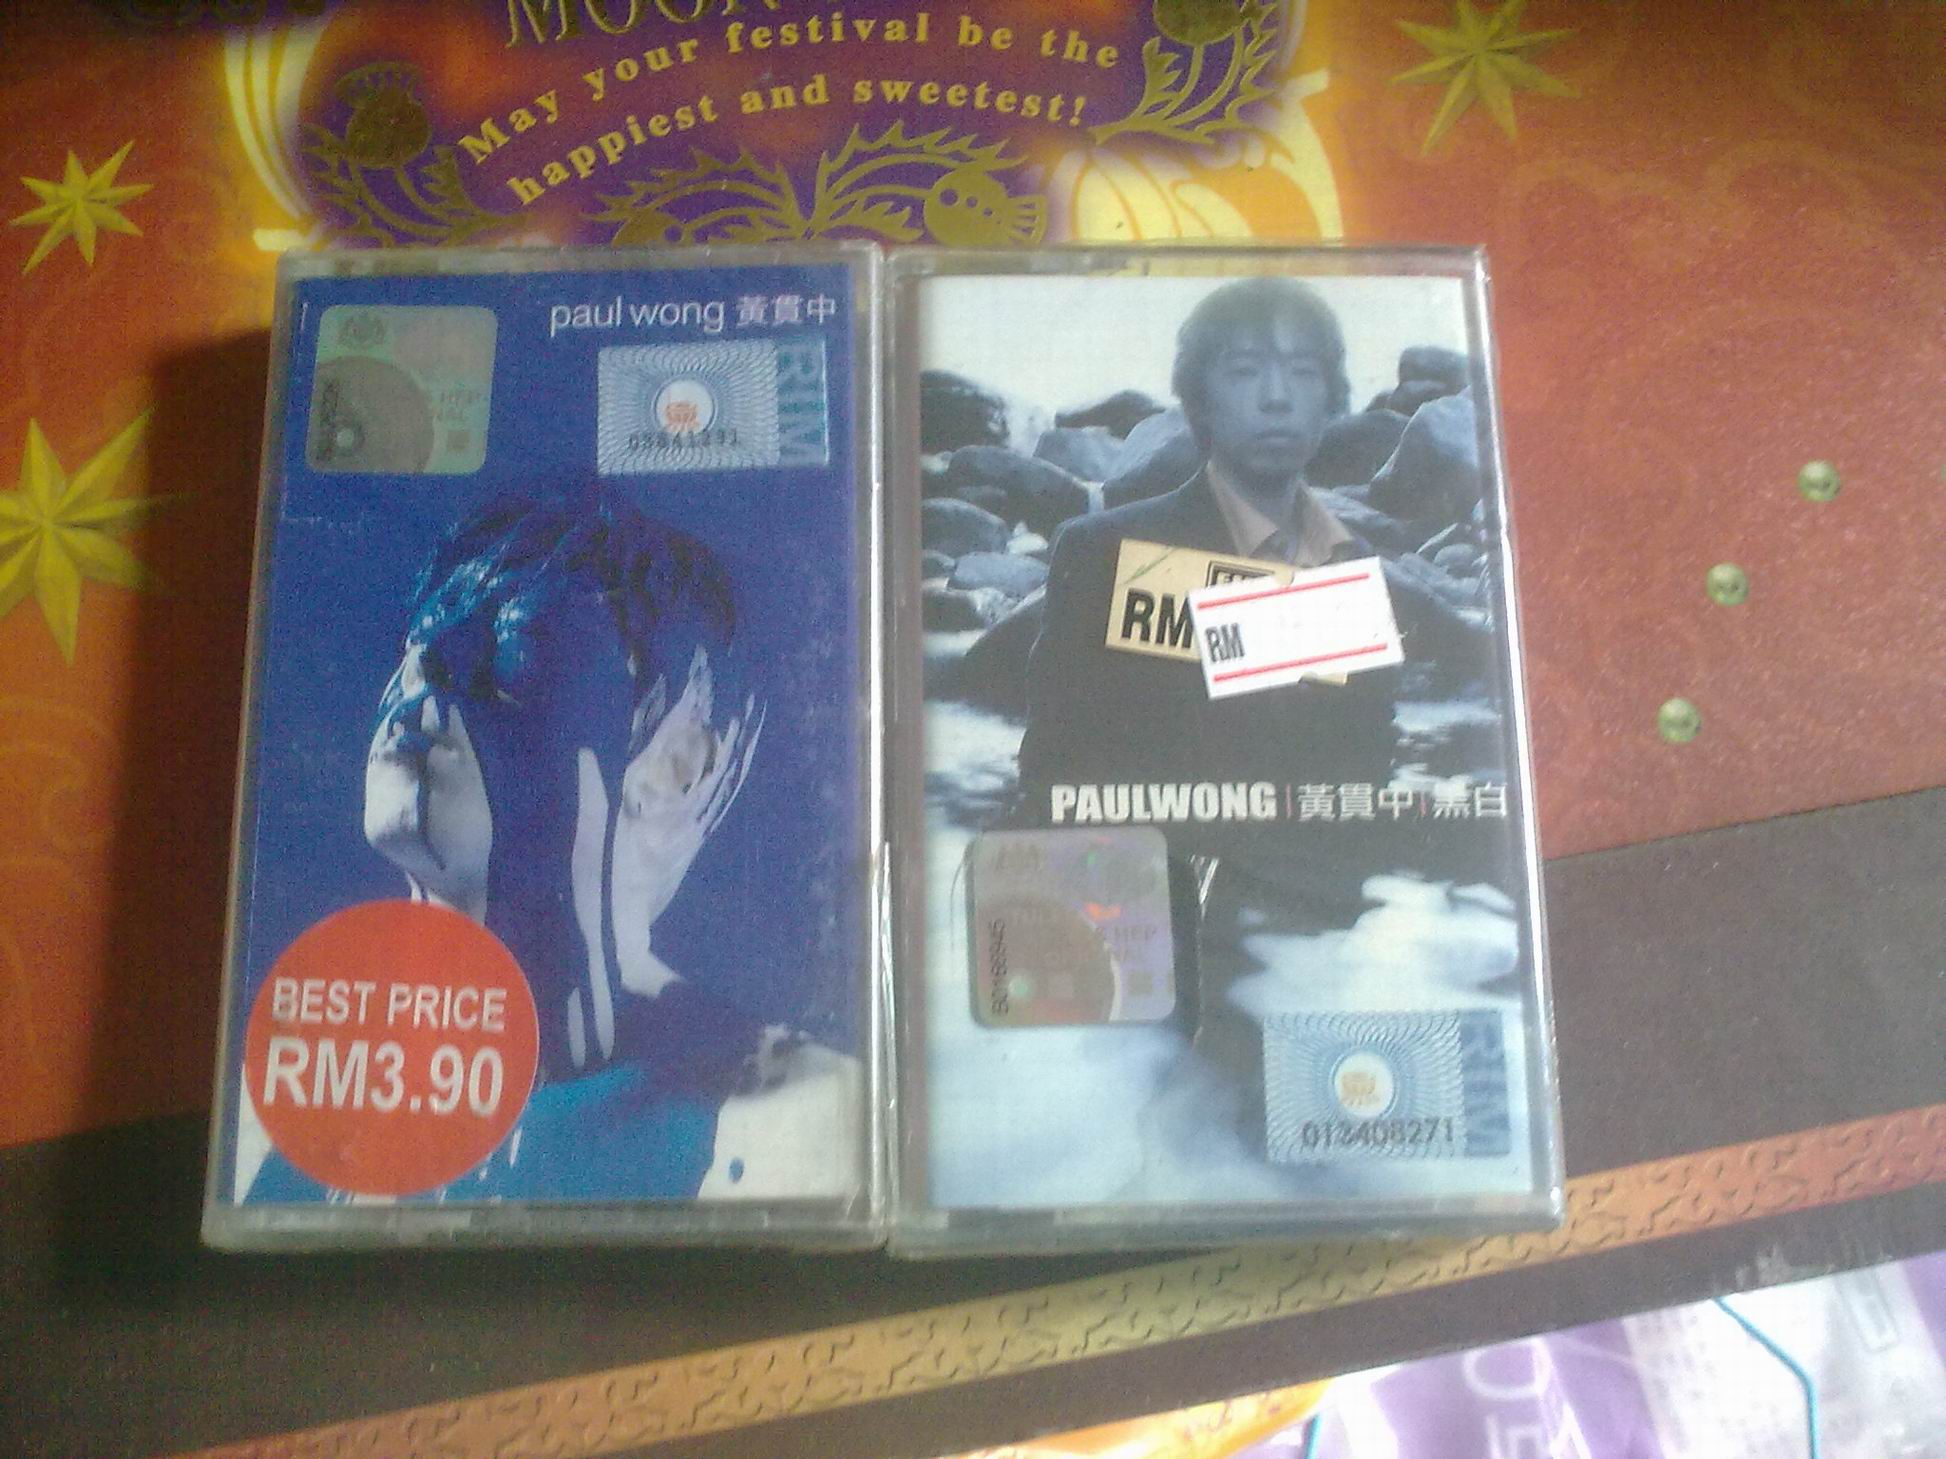 MOON
May your festival be the
happiest and sweetest!
paul wong 黃貫中
RIM
BEST PRICE
RM3.90
RM
RM
PAULWONG 黃貫中 黑白
RIM
013408271